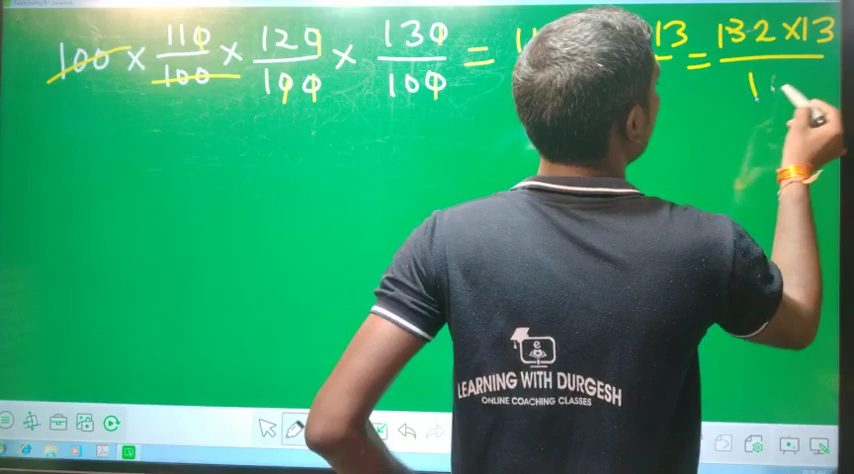 100 × 110/100 × 120/100 × 130/100 = 13 = 132×13/1
LEARNING WITH DURGESH
ONLINE COACHING CLASSES